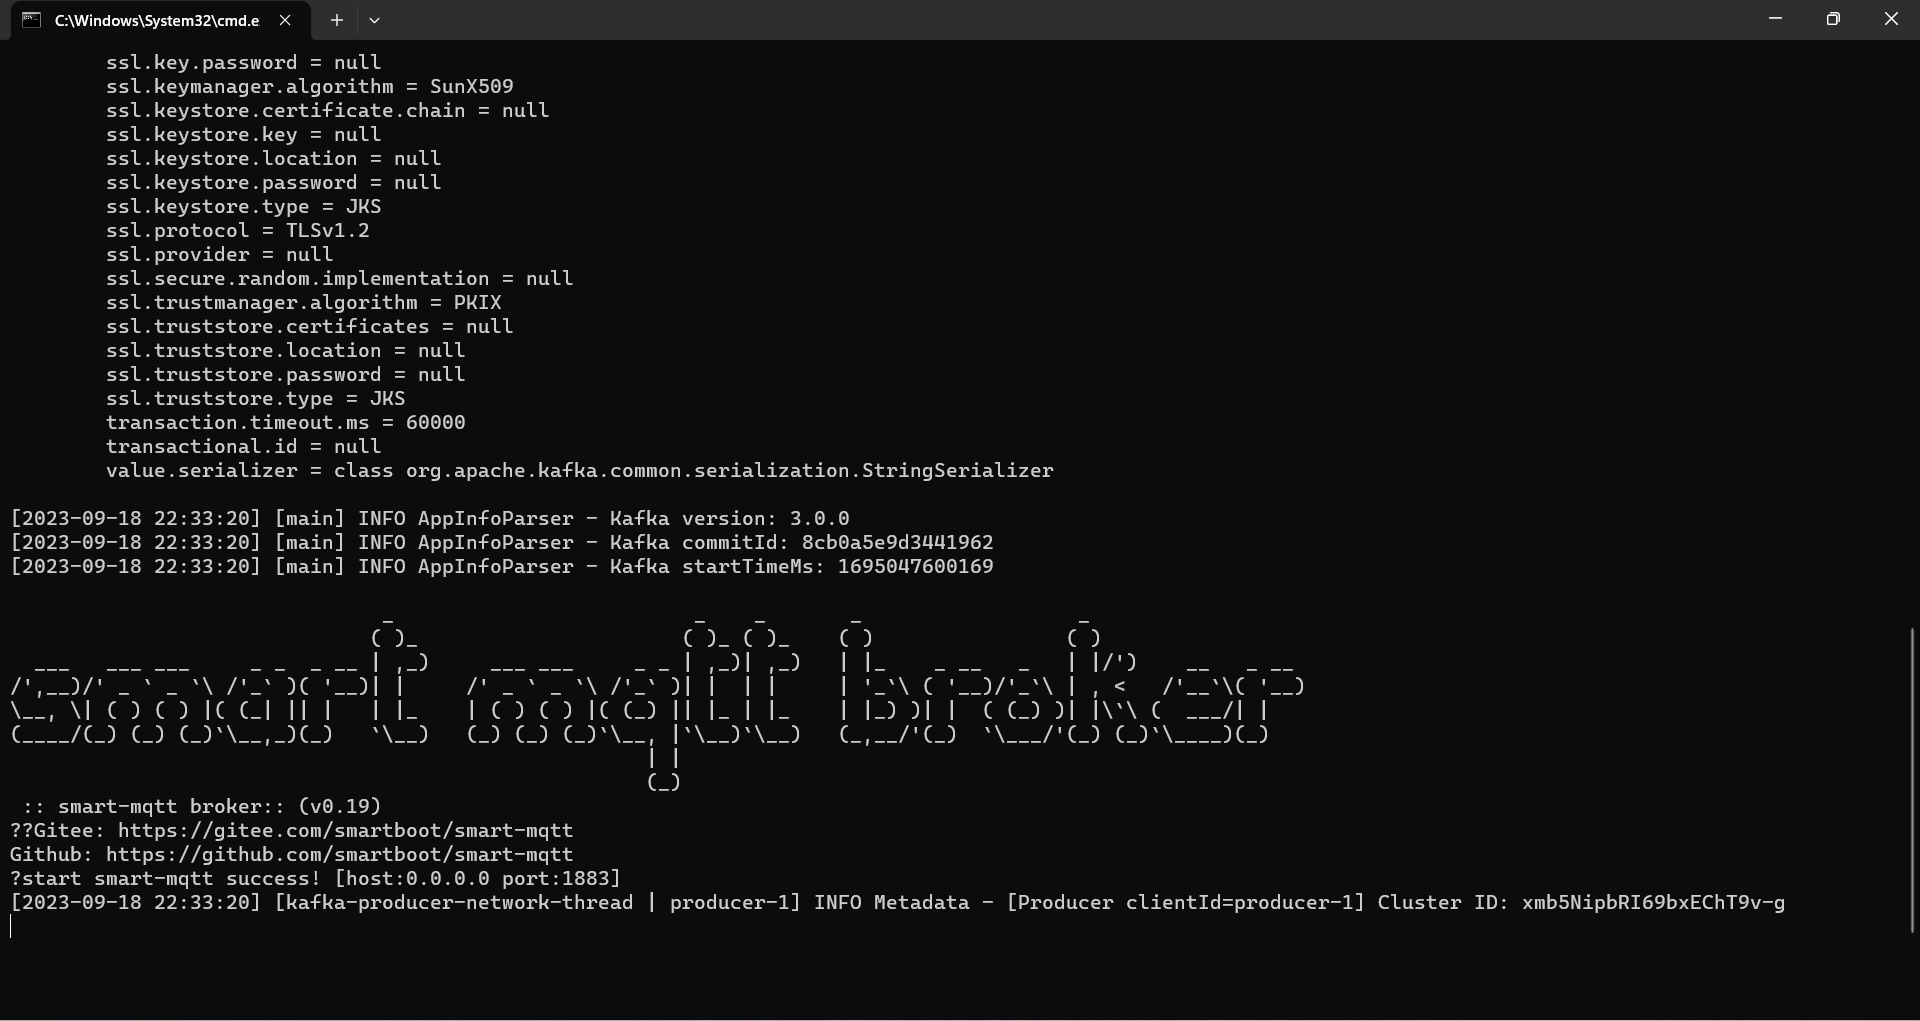 C:\Windows\System32\cmd.e
ssl.key.password = null
ssl.keymanager.algorithm = SunX509
ssl.keystore.certificate.chain = null
ssl.keystore.key = null
ssl.keystore.location = null
ssl.keystore.password = null
ssl.keystore.type = JKS
ssl.protocol = TLSv1.2
ssl.provider = null
ssl.secure.random.implementation = null
ssl.trustmanager.algorithm = PKIX
ssl.truststore.certificates = null
ssl.truststore.location = null
ssl.truststore.password = null
ssl.truststore.type = JKS
transaction.timeout.ms = 60000
transactional.id = null
value.serializer = class org.apache.kafka.common.serialization.StringSerializer
[2023-09-18 22:33:20] [main] INFO AppInfoParser - Kafka version: 3.0.0
[2023-09-18 22:33:20] [main] INFO AppInfoParser - Kafka commitId: 8cb0a5e9d3441962
[2023-09-18 22:33:20] [main] INFO AppInfoParser - Kafka startTimeMs: 1695047600169
smart mqtt broker
:: smart-mqtt broker:: (v0.19)
??Gitee: https://gitee.com/smartboot/smart-mqtt
Github: https://github.com/smartboot/smart-mqtt
?start smart-mqtt success! [host:0.0.0.0 port:1883]
[2023-09-18 22:33:20] [kafka-producer-network-thread | producer-1] INFO Metadata - [Producer clientId=producer-1] Cluster ID: xmb5NipbRI69bxEChT9v-g